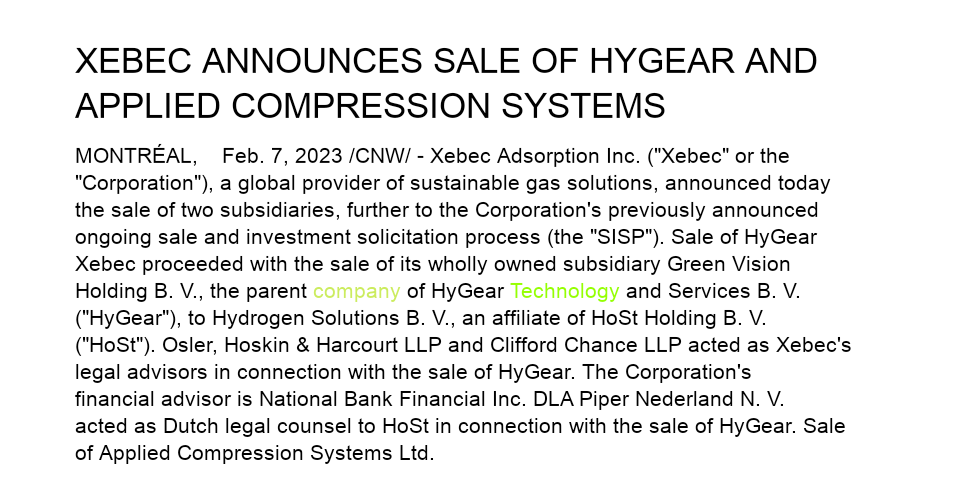 XEBEC ANNOUNCES SALE OF HYGEAR AND
APPLIED COMPRESSION SYSTEMS
MONTRÉAL, Feb. 7, 2023 /CNW/ - Xebec Adsorption Inc. ("Xebec" or the
"Corporation"), a global provider of sustainable gas solutions, announced today
the sale of two subsidiaries, further to the Corporation's previously announced
ongoing sale and investment solicitation process (the "SISP"). Sale of HyGear
Xebec proceeded with the sale of its wholly owned subsidiary Green Vision
Holding B. V., the parent company of HyGear Technology and Services B. V.
("HyGear"), to Hydrogen Solutions B. V., an affiliate of HoSt Holding B. V.
("HoSt"). Osler, Hoskin & Harcourt LLP and Clifford Chance LLP acted as Xebec's
legal advisors in connection with the sale of HyGear. The Corporation's
financial advisor is National Bank Financial Inc. DLA Piper Nederland N. V.
acted as Dutch legal counsel to HoSt in connection with the sale of HyGear. Sale
of Applied Compression Systems Ltd.